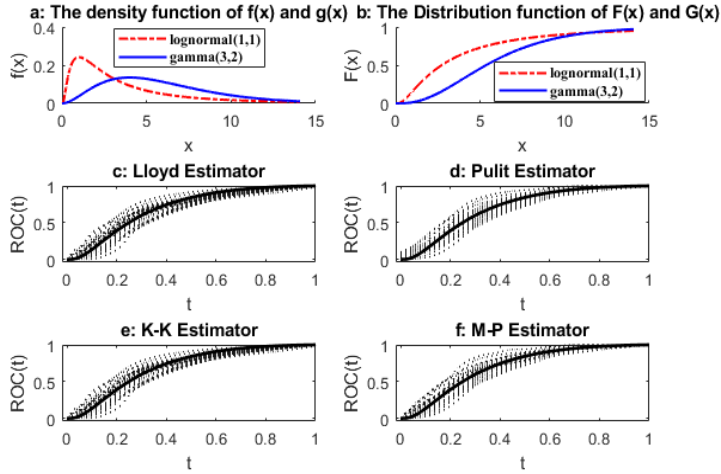 a: The density function of f(x) and g(x)
0.4
0.2
0
f(x)
lognormal(1,1)
gamma(3,2)
0 5 10 15
x
b: The Distribution function of F(x) and G(x)
1
0.5
0
F(x)
lognormal(1,1)
gamma(3,2)
0 5 10 15
x
c: Lloyd Estimator
1
0.5
0
ROC(t)
0 0.2 0.4 0.6 0.8 1
t
d: Pulit Estimator
1
0.5
0
ROC(t)
0 0.2 0.4 0.6 0.8 1
t
e: K-K Estimator
1
0.5
0
ROC(t)
0 0.2 0.4 0.6 0.8 1
t
f: M-P Estimator
1
0.5
0
ROC(t)
0 0.2 0.4 0.6 0.8 1
t